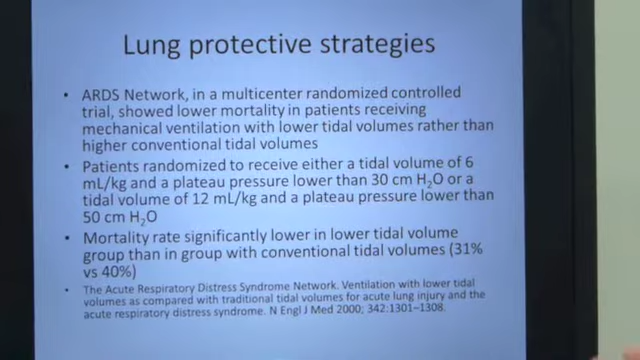 Lung protective strategies
• ARDS Network, in a multicenter randomized controlled
trial, showed lower mortality in patients receiving
mechanical ventilation with lower tidal volumes rather than
higher conventional tidal volumes
• Patients randomized to receive either a tidal volume of 6
mL/kg and a plateau pressure lower than 30 cm H₂O or a
tidal volume of 12 mL/kg and a plateau pressure lower than
50 cm H₂O
• Mortality rate significantly lower in lower tidal volume
group than in group with conventional tidal volumes (31%
vs 40%)
• The Acute Respiratory Distress Syndrome Network. Ventilation with lower tidal
volumes as compared with traditional tidal volumes for acute lung injury and the
acute respiratory distress syndrome. N Engl J Med 2000; 342:1301–1308.